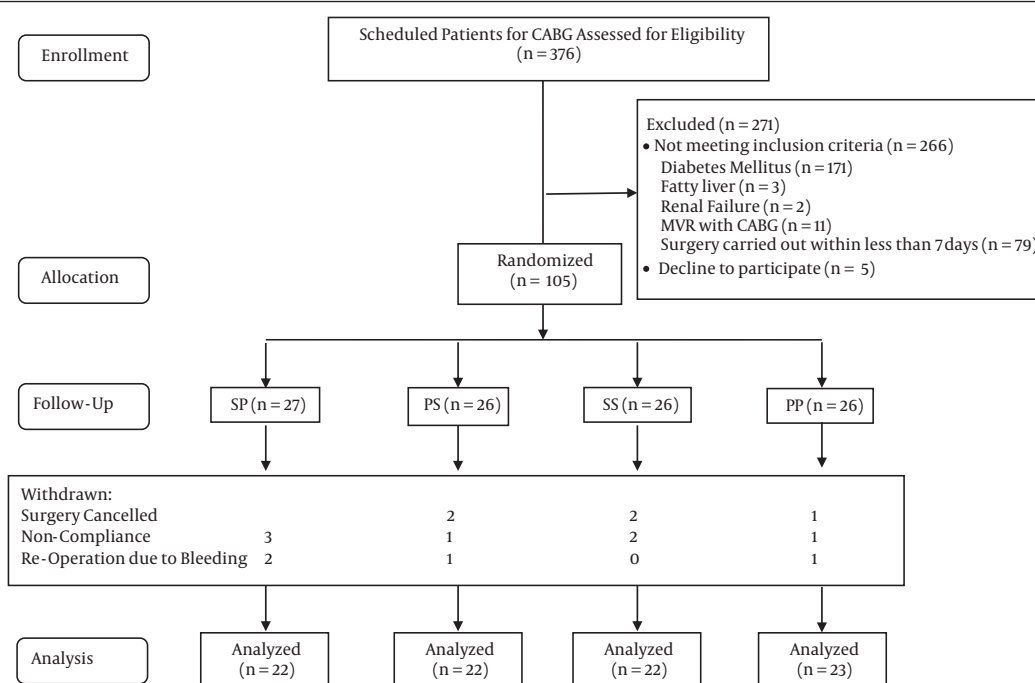 Enrollment
Scheduled Patients for CABG Assessed for Eligibility
(n = 376)
Excluded (n = 271)
• Not meeting inclusion criteria (n = 266)
Diabetes Mellitus (n = 171)
Fatty liver (n = 3)
Renal Failure (n = 2)
MVR with CABG (n = 11)
Surgery carried out within less than 7 days (n = 79)
• Decline to participate (n = 5)
Allocation
Randomized
(n = 105)
Follow-Up
SP (n = 27)
PS (n = 26)
SS (n = 26)
PP (n = 26)
Withdrawn:
Surgery Cancelled 2 2 1
Non-Compliance 3 1 2 1
Re-Operation due to Bleeding 2 1 0 1
Analysis
Analyzed
(n = 22)
Analyzed
(n = 22)
Analyzed
(n = 22)
Analyzed
(n = 23)